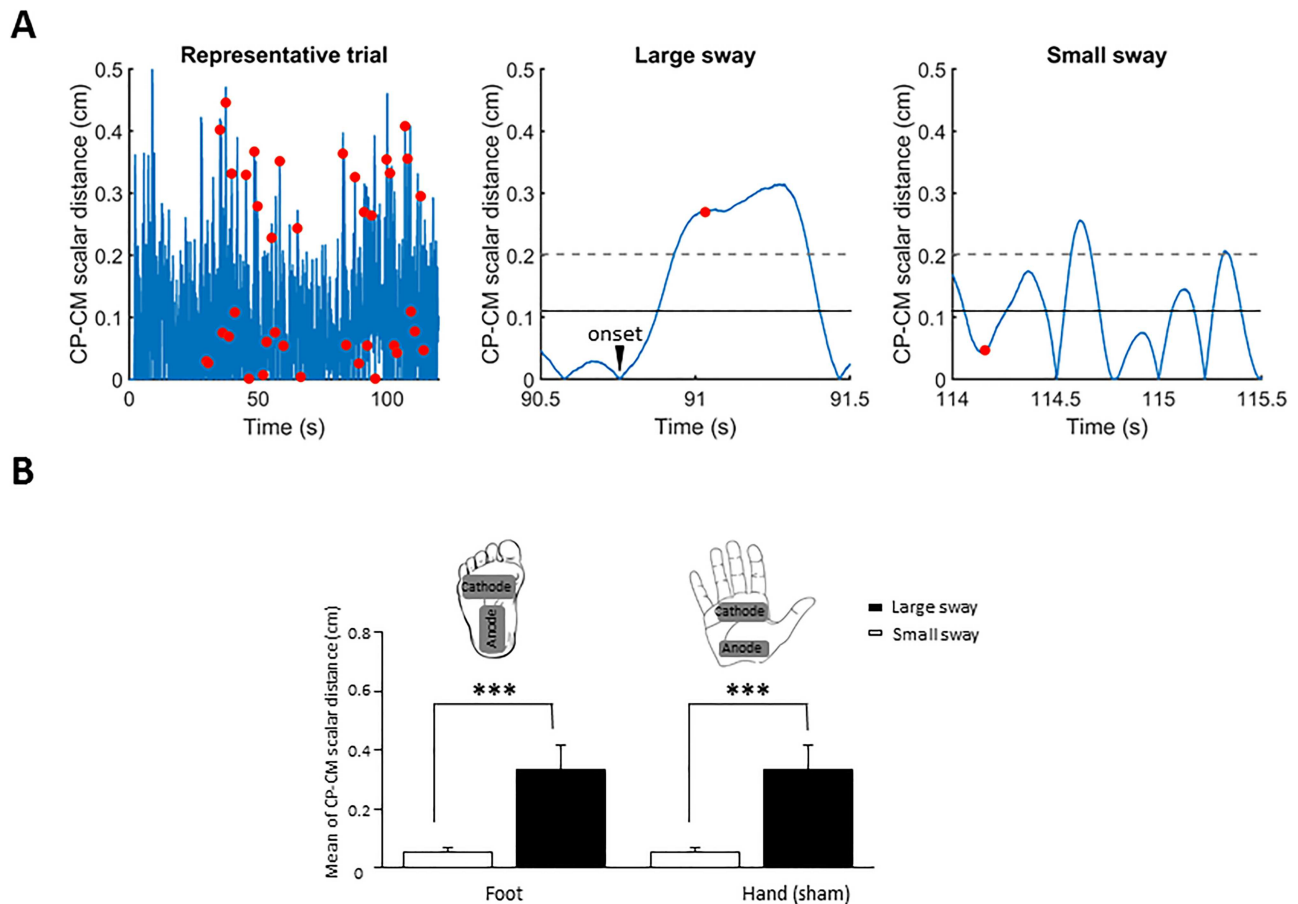 A
Representative trial
CP-CM scalar distance (cm)
0.5
0.4
0.3
0.2
0.1
0
0
50
100
Time (s)
Large sway
CP-CM scalar distance (cm)
0.5
0.4
0.3
0.2
0.1
0
onset
90.5
91
91.5
Time (s)
Small sway
CP-CM scalar distance (cm)
0.5
0.4
0.3
0.2
0.1
0
114
114.5
115
115.5
Time (s)
B
Cathode
Anode
Cathode
Anode
Large sway
Small sway
Mean of CP-CM scalar distance (cm)
0.8
0.6
0.4
0.2
0
***
***
Foot
Hand (sham)